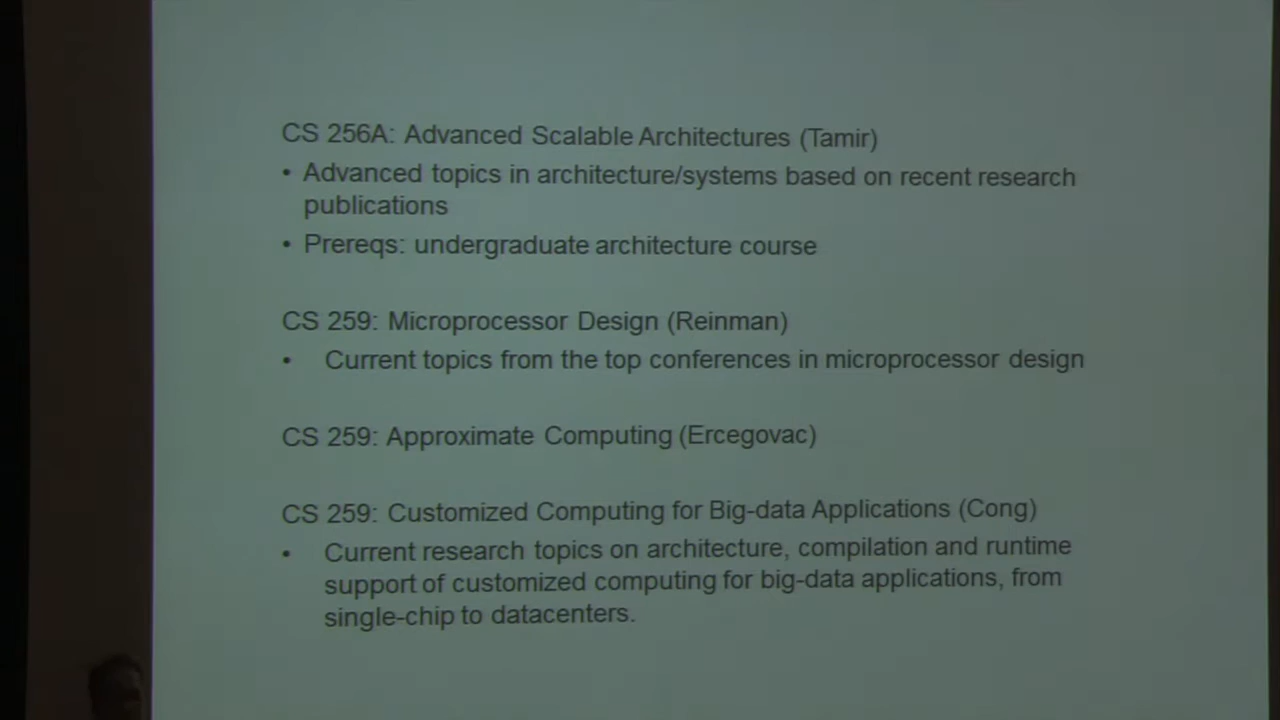 CS 256A: Advanced Scalable Architectures (Tamir)
• Advanced topics in architecture/systems based on recent research
publications
• Prereqs: undergraduate architecture course
CS 259: Microprocessor Design (Reinman)
• Current topics from the top conferences in microprocessor design
CS 259: Approximate Computing (Ercegovac)
CS 259: Customized Computing for Big-data Applications (Cong)
• Current research topics on architecture, compilation and runtime
support of customized computing for big-data applications, from
single-chip to datacenters.